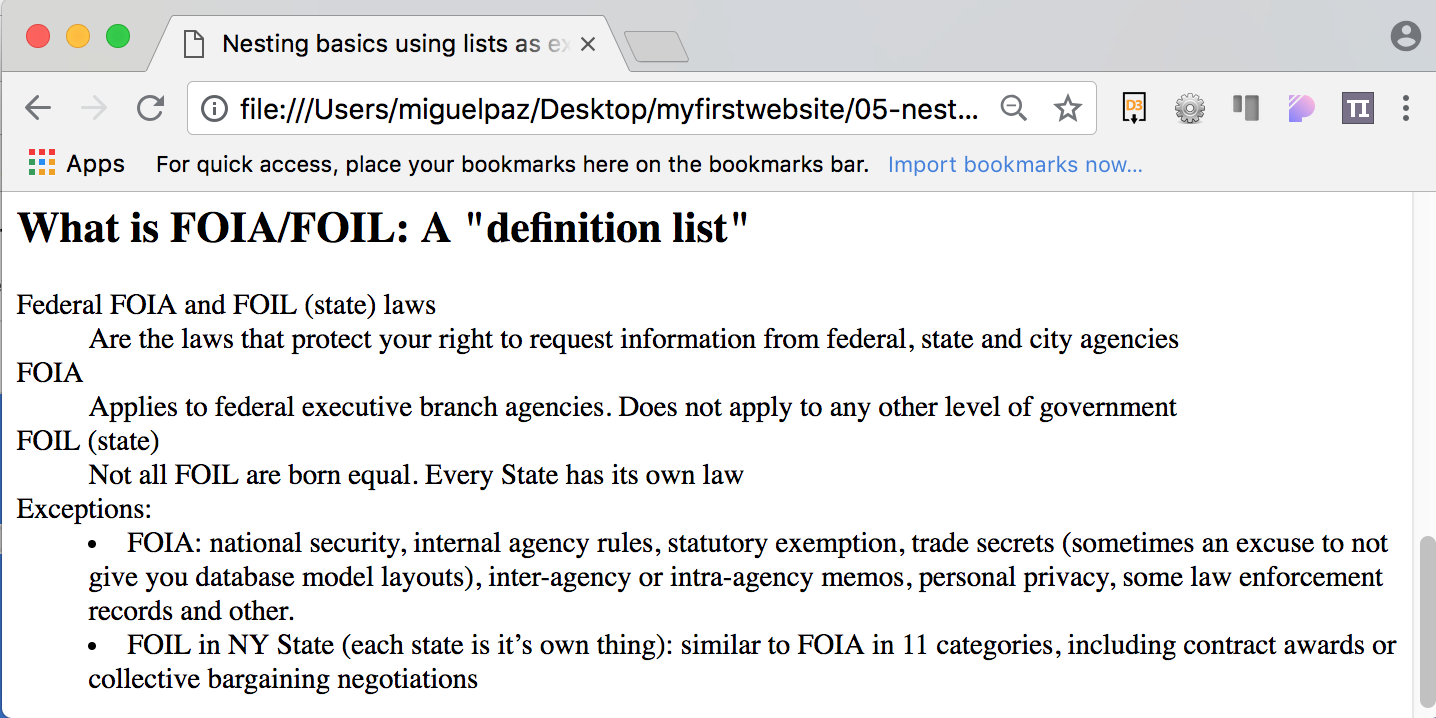 Nesting basics using lists as ex
file:///Users/miguelpaz/Desktop/myfirstwebsite/05-nest...
D3
Apps For quick access, place your bookmarks here on the bookmarks bar. Import bookmarks now...
What is FOIA/FOIL: A "definition list"
Federal FOIA and FOIL (state) laws
Are the laws that protect your right to request information from federal, state and city agencies
FOIA
Applies to federal executive branch agencies. Does not apply to any other level of government
FOIL (state)
Not all FOIL are born equal. Every State has its own law
Exceptions:
• FOIA: national security, internal agency rules, statutory exemption, trade secrets (sometimes an excuse to not
give you database model layouts), inter-agency or intra-agency memos, personal privacy, some law enforcement
records and other.
• FOIL in NY State (each state is it’s own thing): similar to FOIA in 11 categories, including contract awards or
collective bargaining negotiations